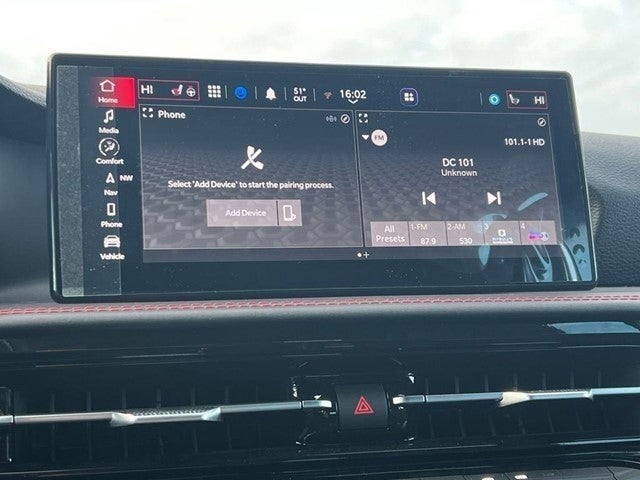 HI
51°
OUT
16:02
HI
Home
Media
Comfort
Nav
NW
Phone
Vehicle
Phone
Select 'Add Device' to start the pairing process.
Add Device
FM
101.1-1 HD
DC 101
Unknown
All
Presets
1-FM
87.9
2-AM
530
3
4